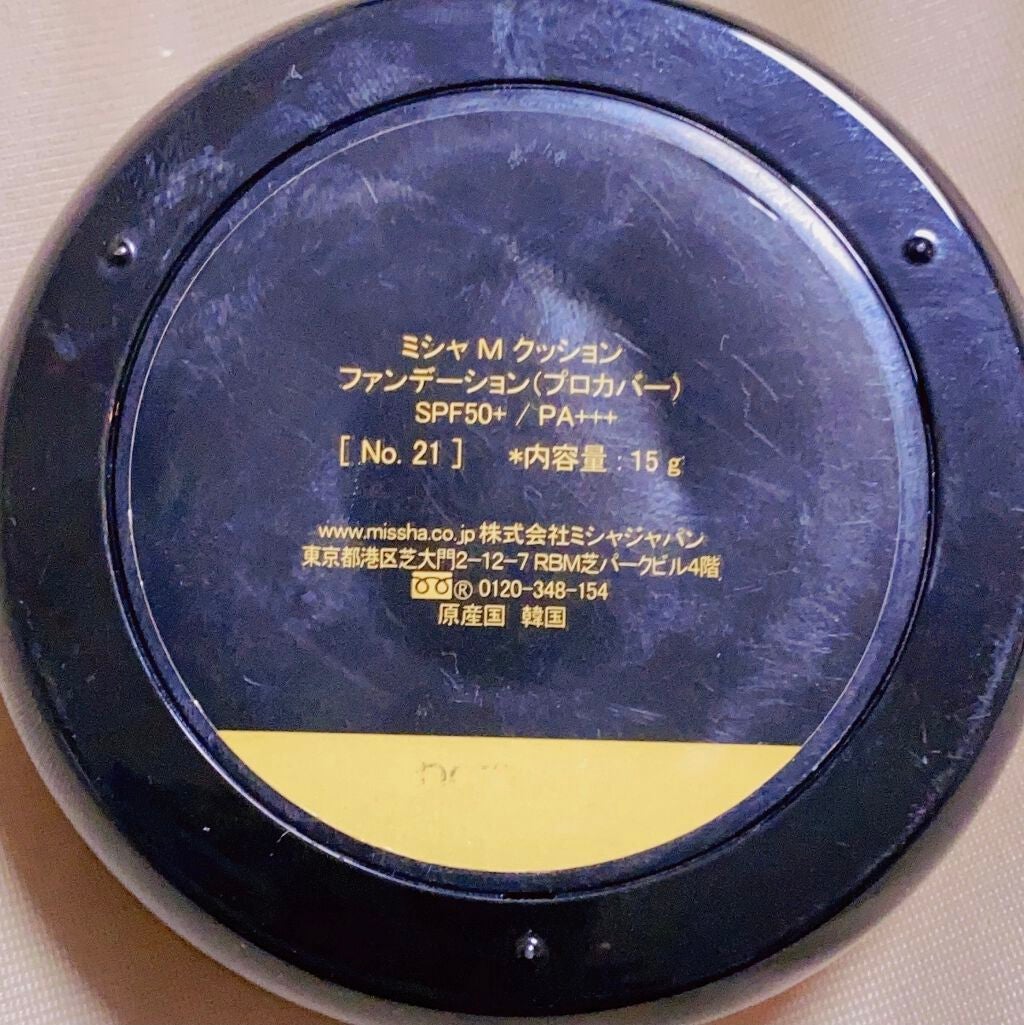 ミシャ M クッション
ファンデーション(プロカバー)
SPF50+ / PA+++
[ No. 21 ] *内容量 : 15 g
www.missha.co.jp 株式会社ミシャジャパン
東京都港区芝大門2-12-7 RBM芝パークビル4階
® 0120-348-154
原産国 韓国